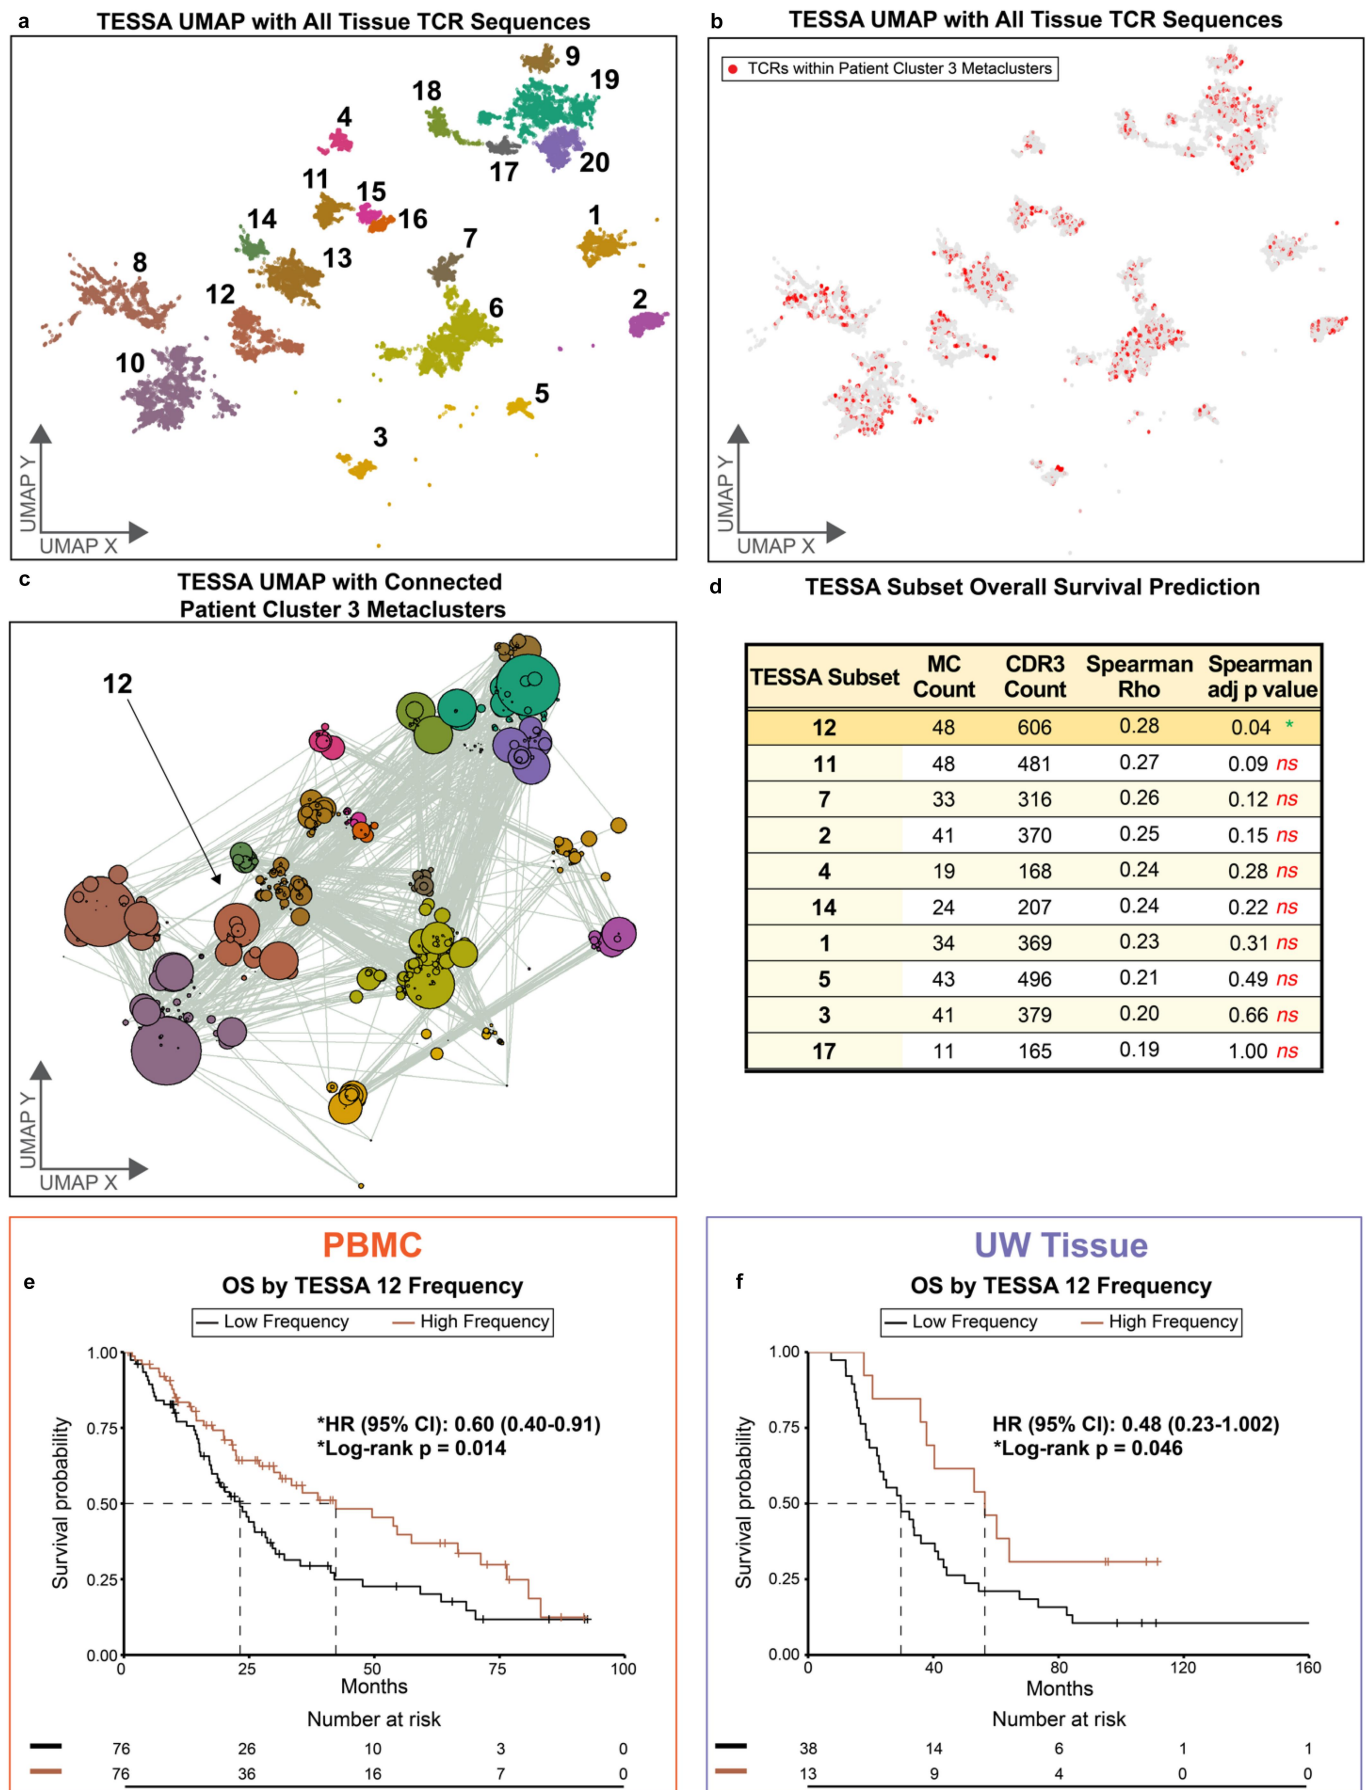 a
TESSA UMAP with All Tissue TCR Sequences
9
19
18
4
17
20
11
15
16
14
1
7
13
8
12
2
6
10
5
3
UMAP Y
UMAP X
b
TESSA UMAP with All Tissue TCR Sequences
TCRs within Patient Cluster 3 Metaclusters
UMAP Y
UMAP X
c
TESSA UMAP with Connected
Patient Cluster 3 Metaclusters
12
UMAP Y
UMAP X
d
TESSA Subset Overall Survival Prediction
TESSA Subset MC Count CDR3 Count Spearman Rho Spearman adj p value
12 48 606 0.28 0.04 *
11 48 481 0.27 0.09 ns
7 33 316 0.26 0.12 ns
2 41 370 0.25 0.15 ns
4 19 168 0.24 0.28 ns
14 24 207 0.24 0.22 ns
1 34 369 0.23 0.31 ns
5 43 496 0.21 0.49 ns
3 41 379 0.20 0.66 ns
17 11 165 0.19 1.00 ns
PBMC
e
OS by TESSA 12 Frequency
Low Frequency High Frequency
1.00
0.75
0.50
0.25
0.00
Survival probability
*HR (95% CI): 0.60 (0.40-0.91)
*Log-rank p = 0.014
0 25 50 75 100
Months
Number at risk
76 26 10 3 0
76 36 16 7 0
UW Tissue
f
OS by TESSA 12 Frequency
Low Frequency High Frequency
1.00
0.75
0.50
0.25
0.00
Survival probability
HR (95% CI): 0.48 (0.23-1.002)
*Log-rank p = 0.046
0 40 80 120 160
Months
Number at risk
38 14 6 1 1
13 9 4 0 0